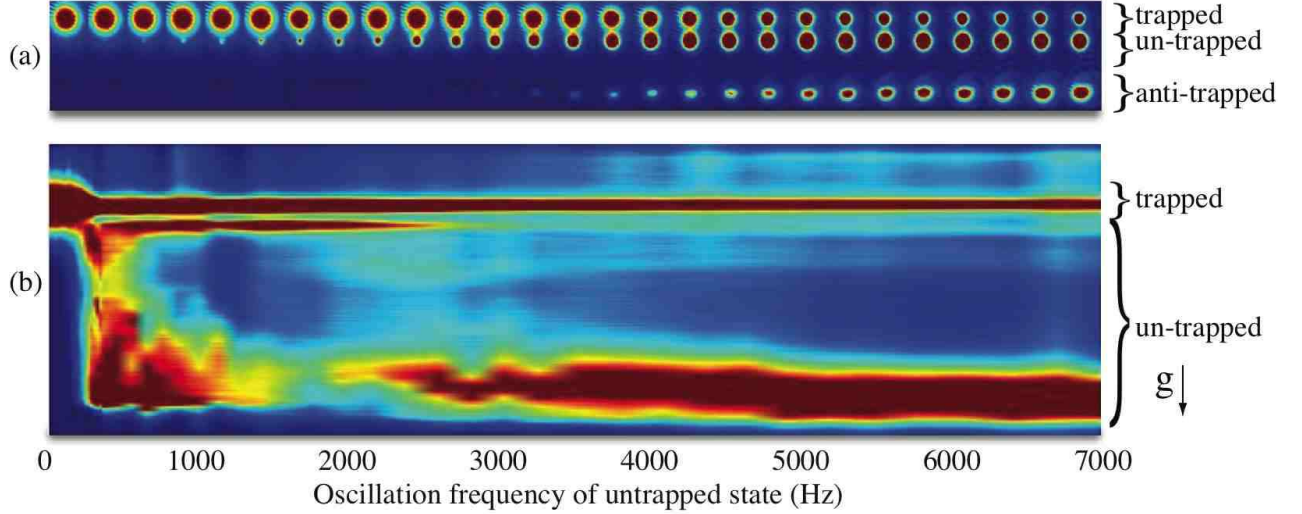 (a)
trapped
un-trapped
anti-trapped
(b)
trapped
un-trapped
g
0 1000 2000 3000 4000 5000 6000 7000
Oscillation frequency of untrapped state (Hz)